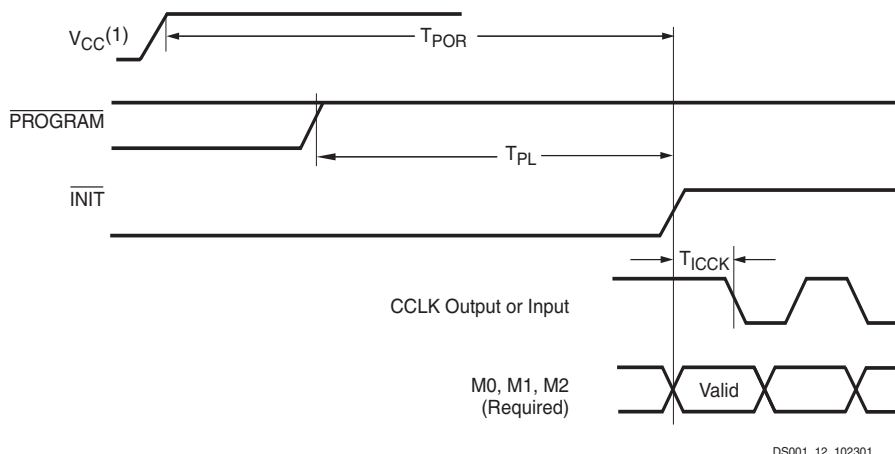 VCC(1)
TPOR
PROGRAM
TPL
INIT
TICCK
CCLK Output or Input
M0, M1, M2
(Required)
Valid
DS001_12_102301